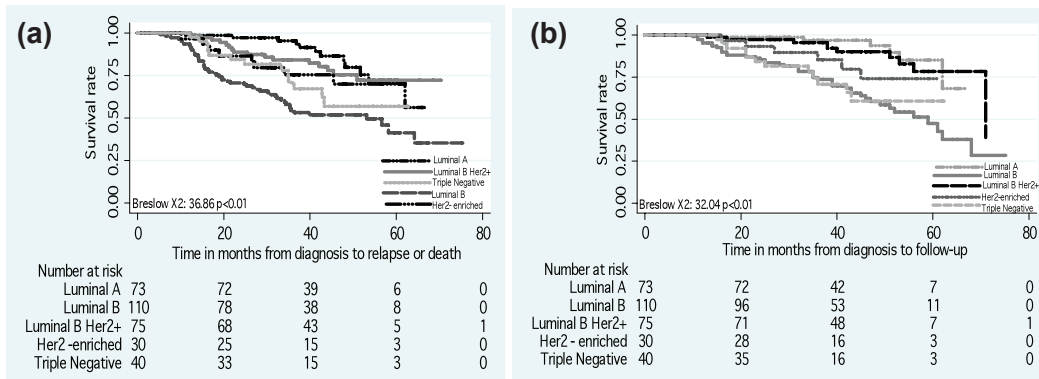 (a)
Survival rate
1.00
0.75
0.50
0.25
0.00
Luminal A
Luminal B Her2+
Triple Negative
Luminal B
Her2- enriched
Breslow X2: 36.86 p<0.01
0 20 40 60 80
Time in months from diagnosis to relapse or death
Number at risk
Luminal A 73 72 39 6 0
Luminal B 110 78 38 8 0
Luminal B Her2+ 75 68 43 5 1
Her2 -enriched 30 25 15 3 0
Triple Negative 40 33 15 3 0
(b)
Survival rate
1.00
0.75
0.50
0.25
0.00
Luminal A
Luminal B
Luminal B Her2+
Her2-enriched
Triple Negative
Breslow X2: 32.04 p<0.01
0 20 40 60 80
Time in months from diagnosis to follow-up
Number at risk
Luminal A 73 72 42 7 0
Luminal B 110 96 53 11 0
Luminal B Her2+ 75 71 48 7 1
Her2 - enriched 30 28 16 3 0
Triple Negative 40 35 16 3 0